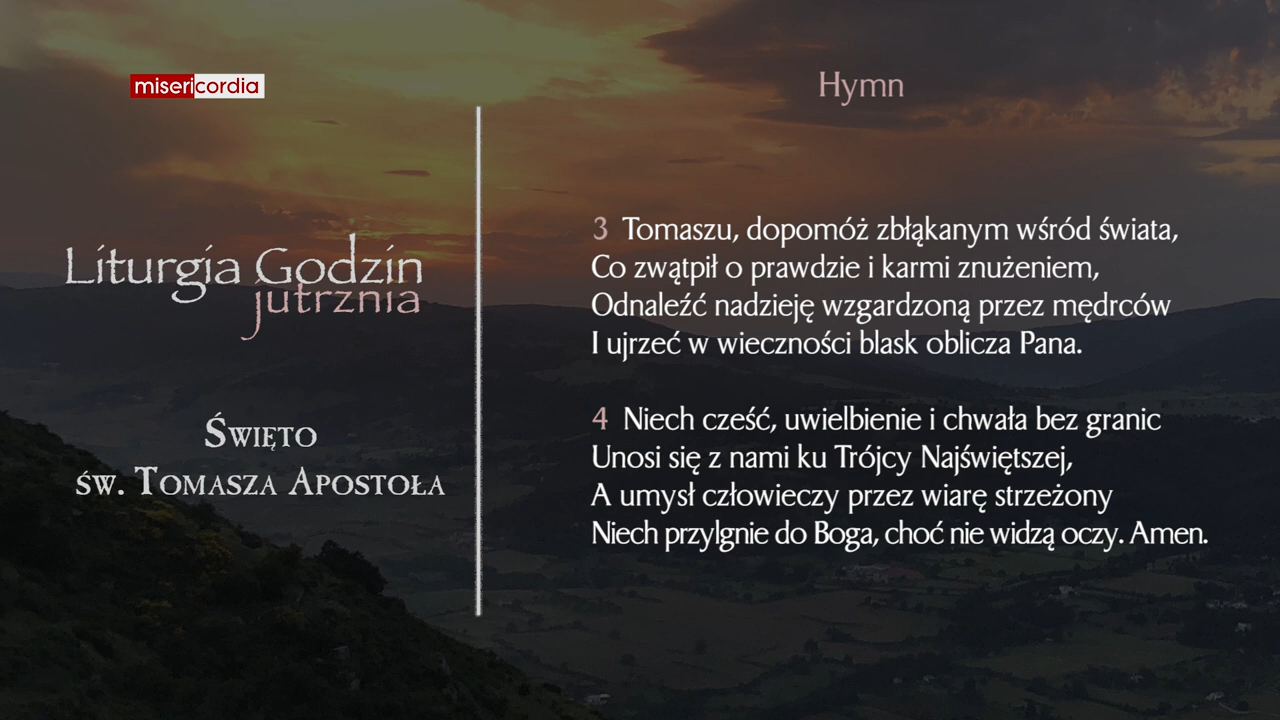 misericordia
Liturgia Godzin
jutrznia
Święto
św. Tomasza Apostoła
Hymn
3 Tomaszu, dopomóż zbłąkanym wśród świata,
Co zwątpił o prawdzie i karmi znużeniem,
Odnaleźć nadzieję wzgardzoną przez mędrców
I ujrzeć w wieczności blask oblicza Pana.
4 Niech cześć, uwielbienie i chwała bez granic
Unosi się z nami ku Trójcy Najświętszej,
A umysł człowieczy przez wiarę strzeżony
Niech przylgnie do Boga, choć nie widzą oczy. Amen.